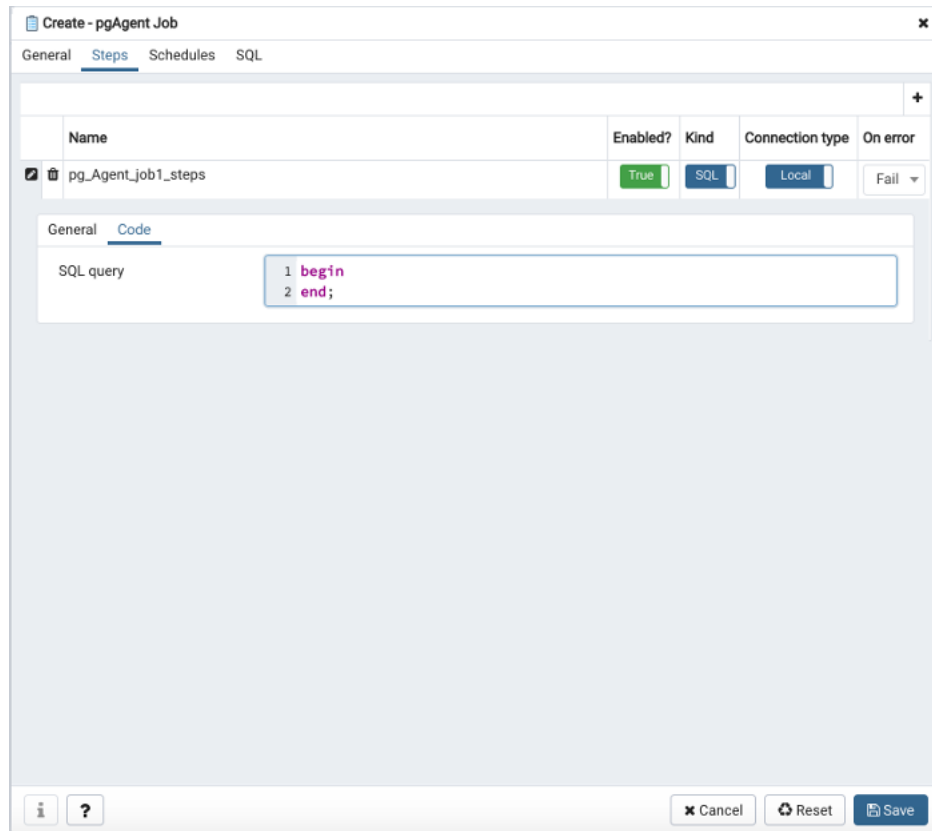 Create - pgAgent Job
General Steps Schedules SQL
Name Enabled? Kind Connection type On error
pg_Agent_job1_steps True SQL Local Fail
General Code
SQL query
1 begin
2 end;
i ? Cancel Reset Save